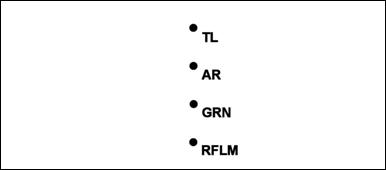 • TL
• AR
• GRN
• RFLM